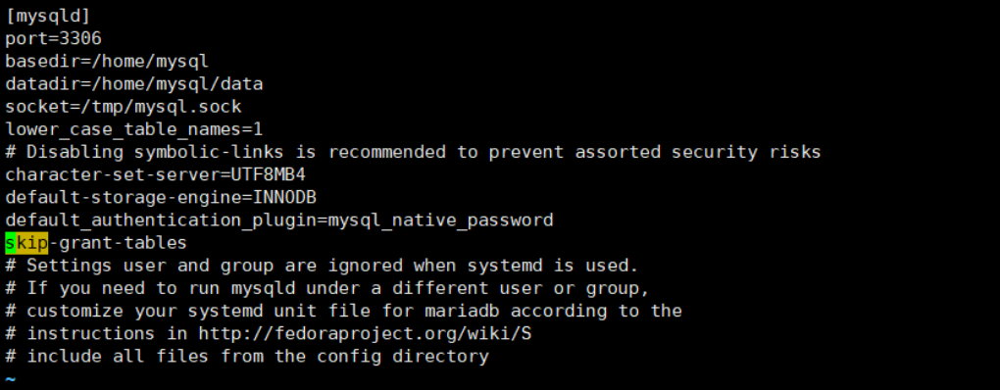 [mysqld]
port=3306
basedir=/home/mysql
datadir=/home/mysql/data
socket=/tmp/mysql.sock
lower_case_table_names=1
# Disabling symbolic-links is recommended to prevent assorted security risks
character-set-server=UTF8MB4
default-storage-engine=INNODB
default_authentication_plugin=mysql_native_password
skip-grant-tables
# Settings user and group are ignored when systemd is used.
# If you need to run mysqld under a different user or group,
# customize your systemd unit file for mariadb according to the
# instructions in http://fedoraproject.org/wiki/S
# include all files from the config directory
~